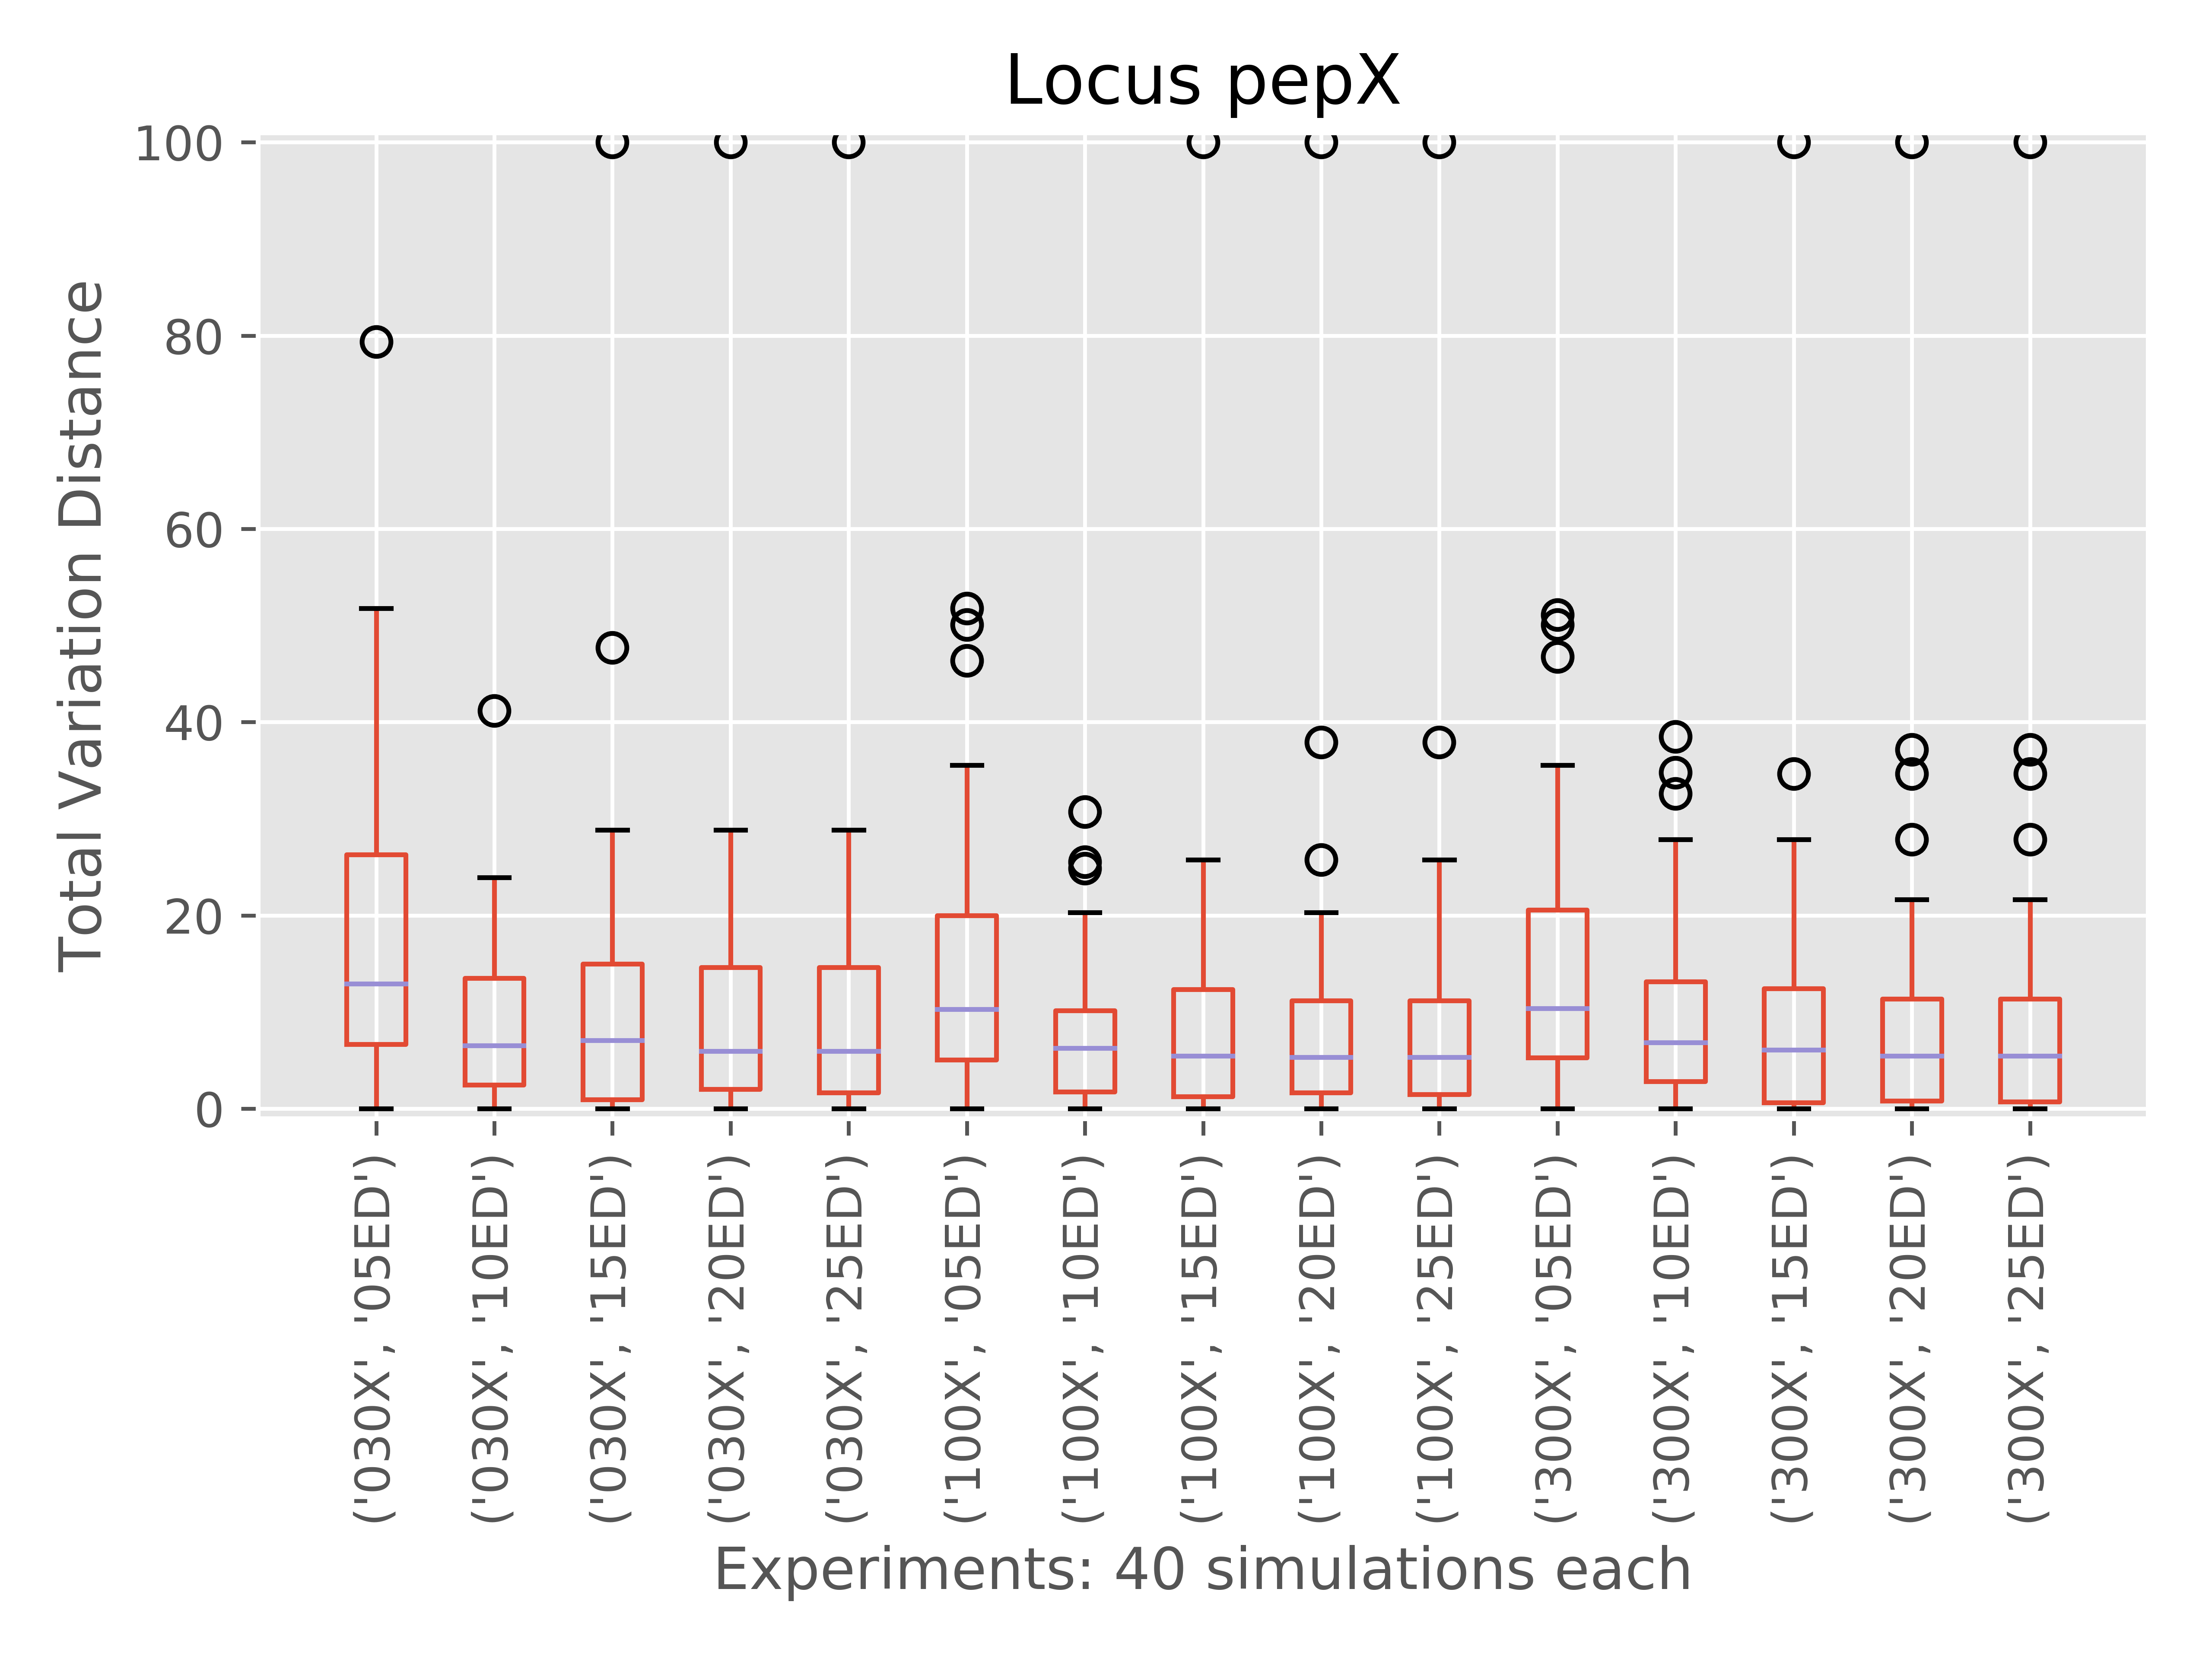 Locus pepX
100
80
60
40
20
0
Total Variation Distance
('030X', '05ED')
('030X', '10ED')
('030X', '15ED')
('030X', '20ED')
('030X', '25ED')
('100X', '05ED')
('100X', '10ED')
('100X', '15ED')
('100X', '20ED')
('100X', '25ED')
('300X', '05ED')
('300X', '10ED')
('300X', '15ED')
('300X', '20ED')
('300X', '25ED')
Experiments: 40 simulations each